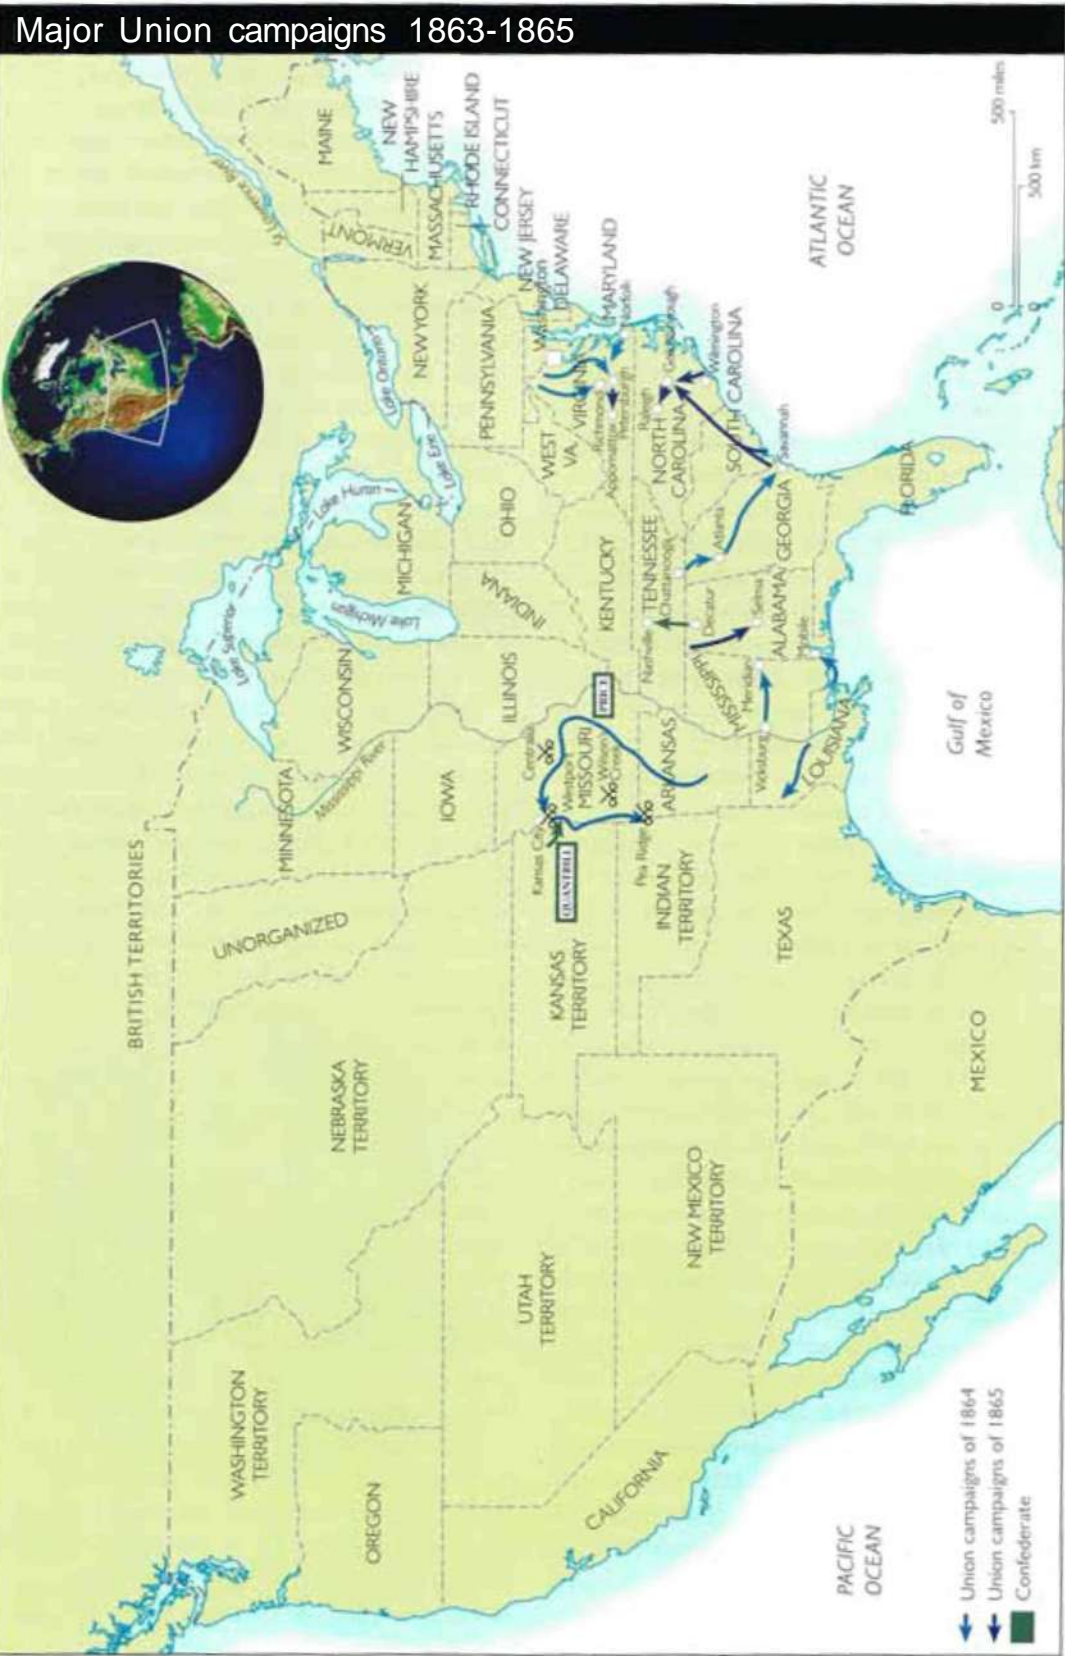 Major Union campaigns 1863-1865
BRITISH TERRITORIES
WASHINGTON
TERRITORY
OREGON
CALIFORNIA
UTAH
TERRITORY
NEBRASKA
TERRITORY
UNORGANIZED
NEW MEXICO
TERRITORY
KANSAS
TERRITORY
INDIAN
TERRITORY
TEXAS
MEXICO
MINNESOTA
WISCONSIN
IOWA
ILLINOIS
MICHIGAN
INDIANA
OHIO
KENTUCKY
TENNESSEE
MISSOURI
ARKANSAS
LOUISIANA
MISSISSIPPI
ALABAMA
GEORGIA
FLORIDA
SOUTH CAROLINA
NORTH
CAROLINA
WEST
VA
PENNSYLVANIA
NEW YORK
VERMONT
MAINE
NEW
HAMPSHIRE
MASSACHUSETTS
RHODE ISLAND
CONNECTICUT
NEW JERSEY
DELAWARE
MARYLAND
Lake Superior
Lake Michigan
Lake Huron
Lake Erie
Lake Ontario
St Lawrence River
Mississippi River
Washington
Norfolk
Richmond
Petersburg
Appomattox
Raleigh
Goldsborough
Wilmington
Savannah
Atlanta
Chattanooga
Nashville
Decatur
Selma
Mobile
Meridian
Vicksburg
Centralia
Westport
Wilson's
Creek
Kansas City
Pea Ridge
PRICE
QUANTRILL
ATLANTIC
OCEAN
Gulf of
Mexico
PACIFIC
OCEAN
0 500 miles
0 500 km
Union campaigns of 1864
Union campaigns of 1865
Confederate